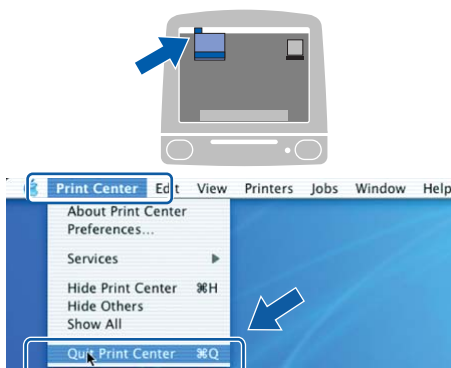 Print Center Edit View Printers Jobs Window Help
About Print Center
Preferences...
Services
Hide Print Center ⌘H
Hide Others
Show All
Quit Print Center ⌘Q